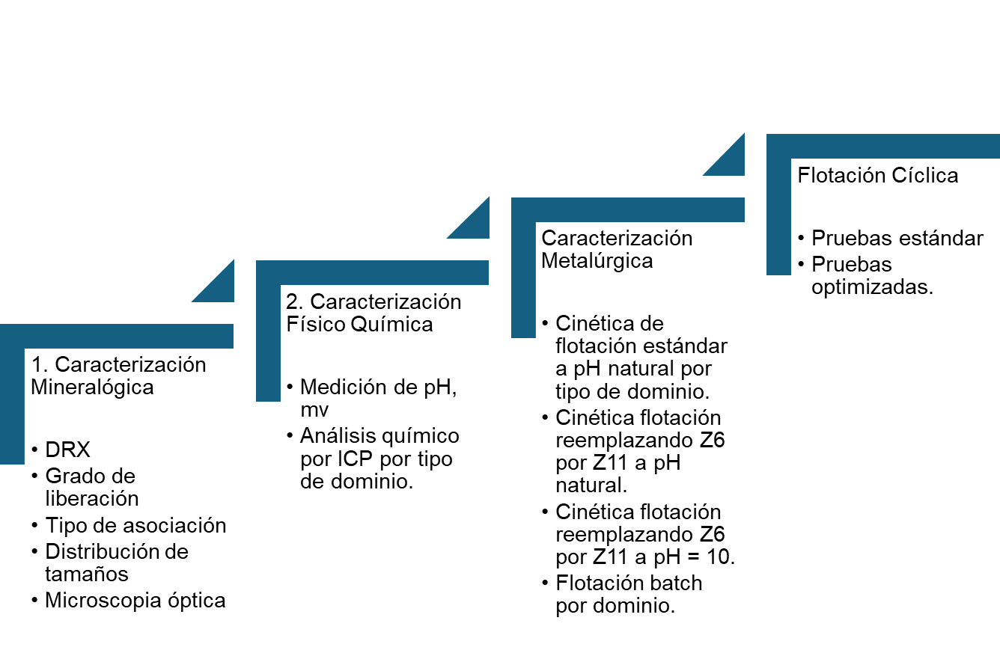 1. Caracterización
Mineralógica
• DRX
• Grado de
liberación
• Tipo de asociación
• Distribución de
tamaños
• Microscopia óptica
2. Caracterización
Físico Química
• Medición de pH,
mv
• Análisis químico
por ICP por tipo
de dominio.
Caracterización
Metalúrgica
• Cinética de
flotación estándar
a pH natural por
tipo de dominio.
• Cinética flotación
reemplazando Z6
por Z11 a pH
natural.
• Cinética flotación
reemplazando Z6
por Z11 a pH = 10.
• Flotación batch
por dominio.
Flotación Cíclica
• Pruebas estándar
• Pruebas
optimizadas.